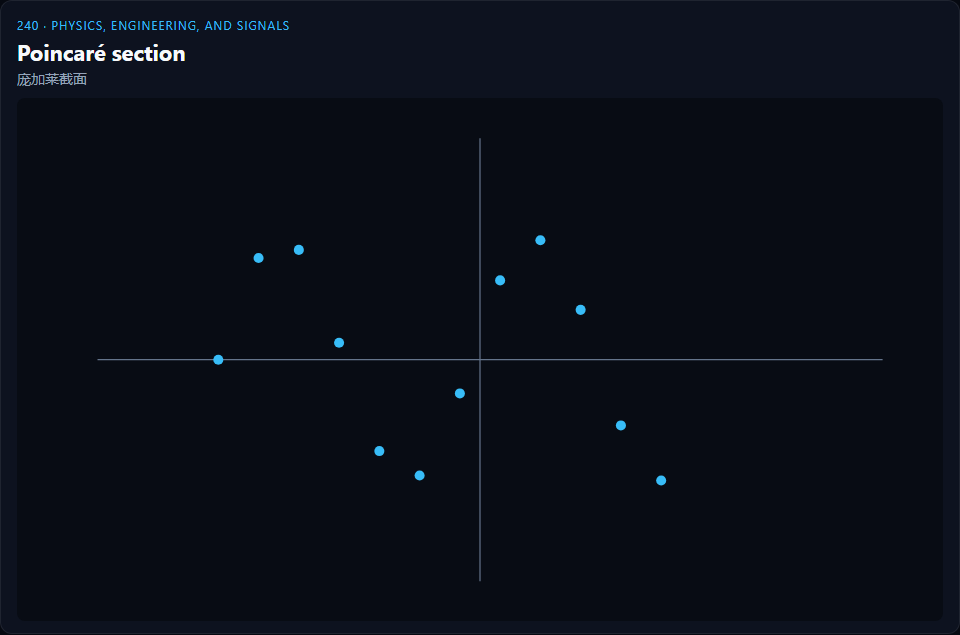 240 · PHYSICS, ENGINEERING, AND SIGNALS
Poincaré section
庞加莱截面